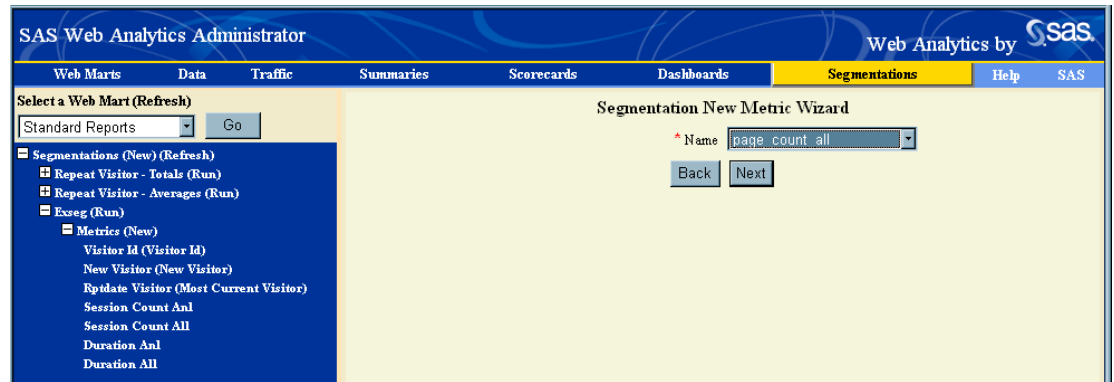 SAS Web Analytics Administrator
Web Analytics by sas.
Web Marts Data Traffic Summaries Scorecards Dashboards Segmentations Help SAS
Select a Web Mart (Refresh)
Standard Reports Go
Segmentations (New) (Refresh)
Repeat Visitor - Totals (Run)
Repeat Visitor - Averages (Run)
Exseg (Run)
Metrics (New)
Visitor Id (Visitor Id)
New Visitor (New Visitor)
Rptdate Visitor (Most Current Visitor)
Session Count Anl
Session Count All
Duration Anl
Duration All
Segmentation New Metric Wizard
* Name page_count_all
Back Next